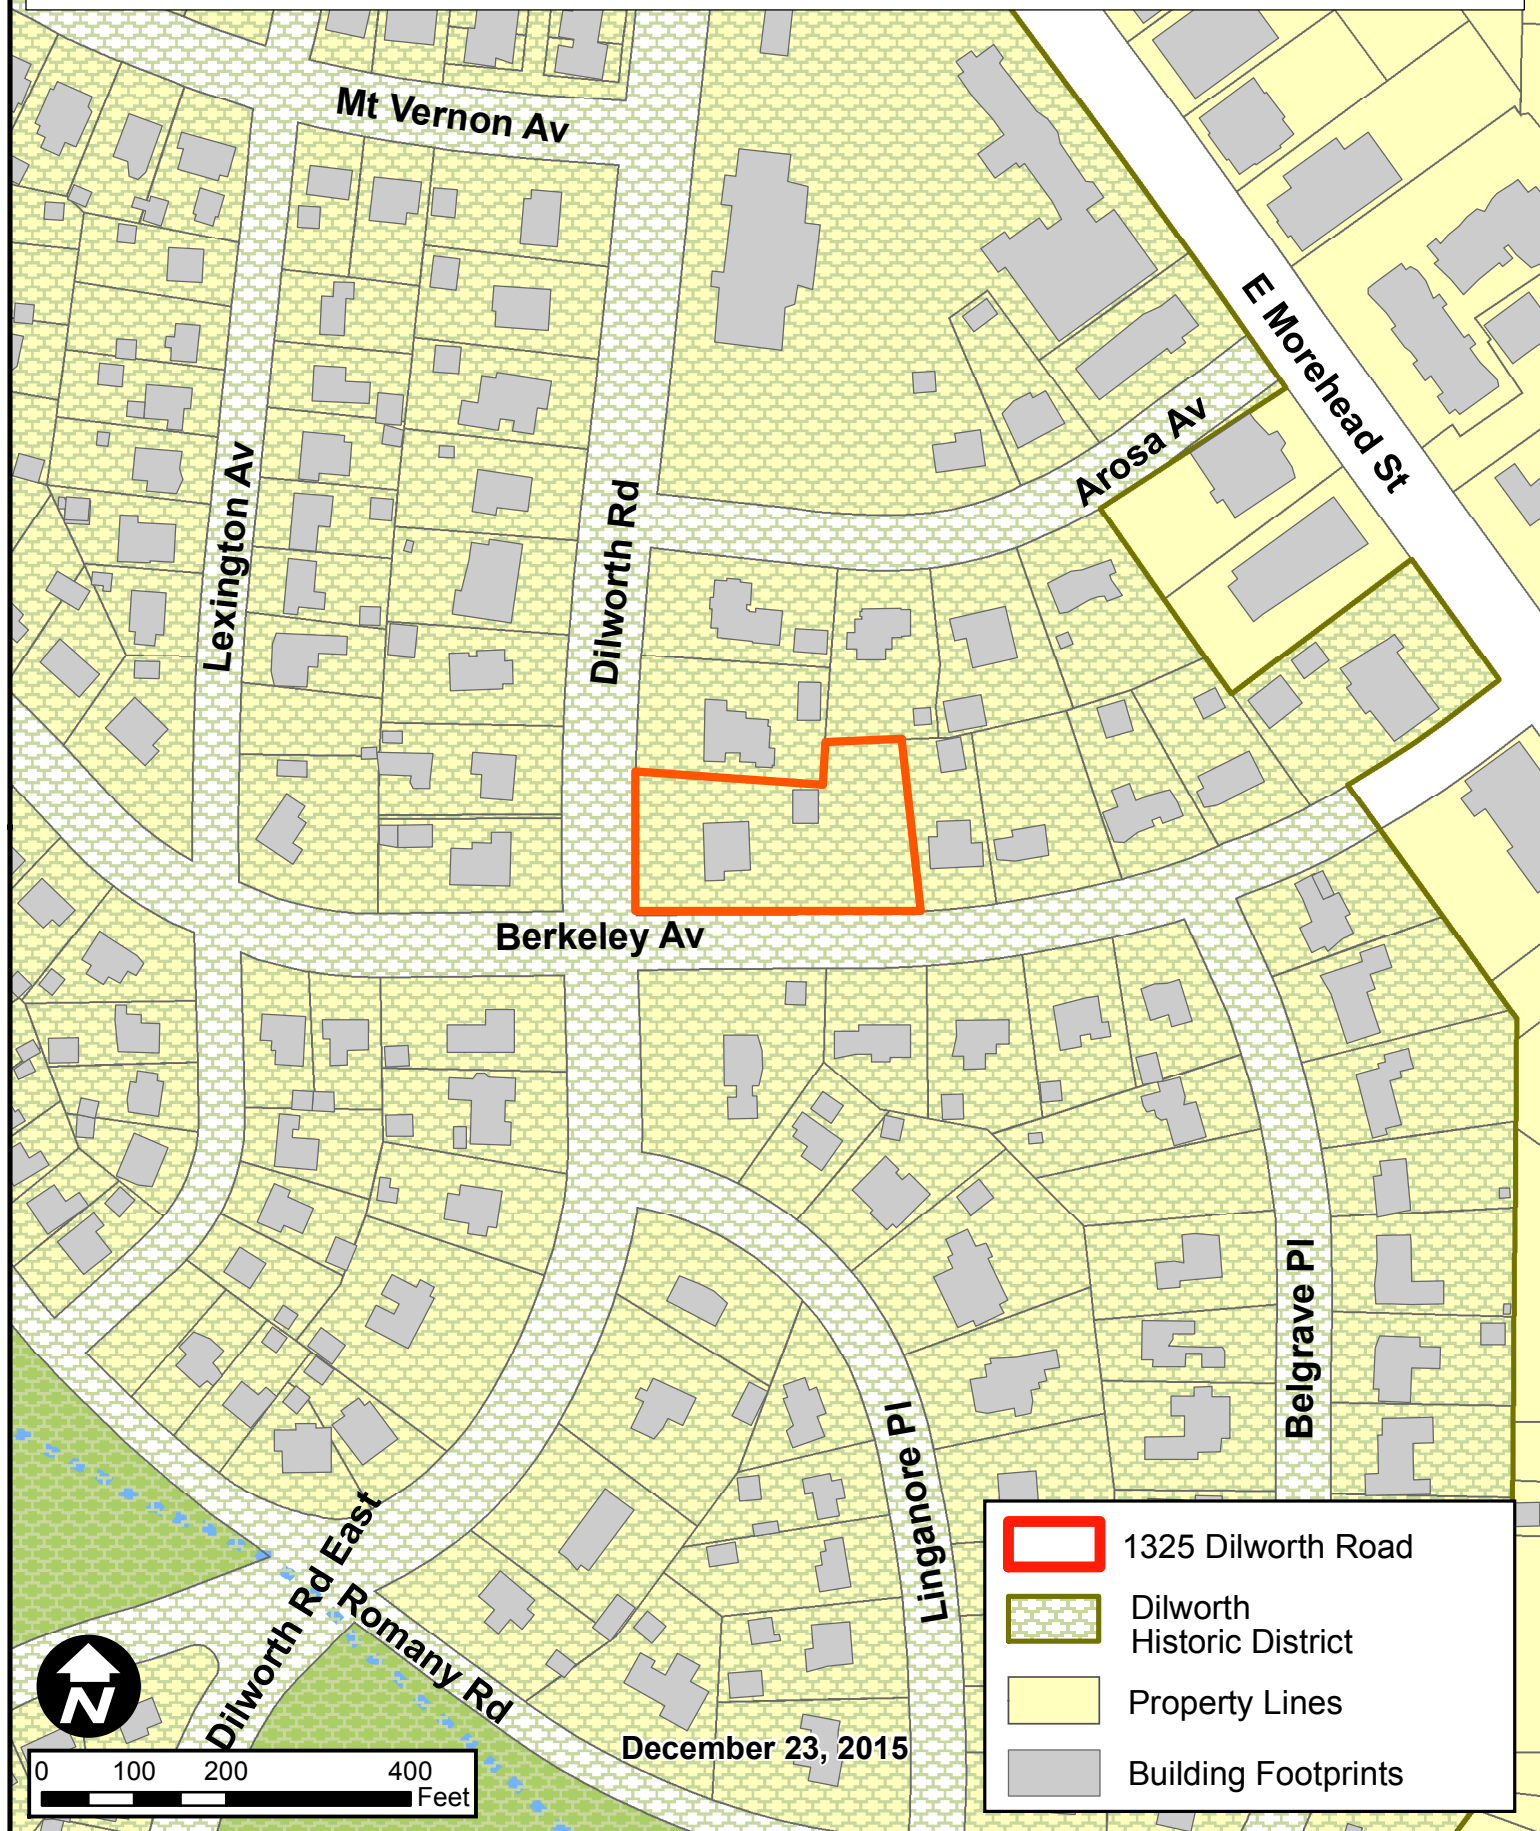 Mt Vernon Av
E Morehead St
Arosa Av
Lexington Av
Dilworth Rd
Berkeley Av
Belgrave Pl
Linganore Pl
Dilworth Rd East
Romany Rd
December 23, 2015
1325 Dilworth Road
Dilworth
Historic District
Property Lines
Building Footprints
N
0 100 200 400
Feet